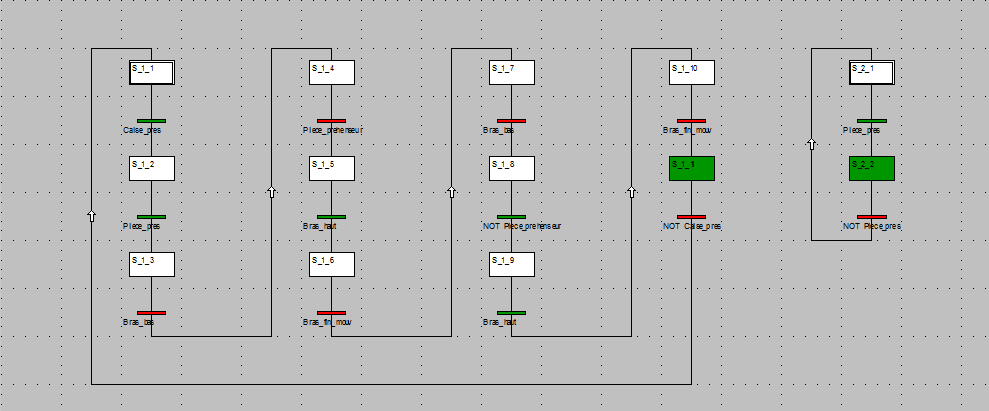 S_1_1
Caise_pres
S_1_2
Piece_pres
S_1_3
Bras_bas
S_1_4
Piece_prehenseur
S_1_5
Bras_haut
S_1_6
Bras_fin_mouv
S_1_7
Bras_bas
S_1_8
NOT Piece_prehenseur
S_1_9
Bras_haut
S_1_10
Bras_fin_mouv
S_1_11
NOT Caise_pres
S_2_1
Piece_pres
S_2_2
NOT Piece_pres